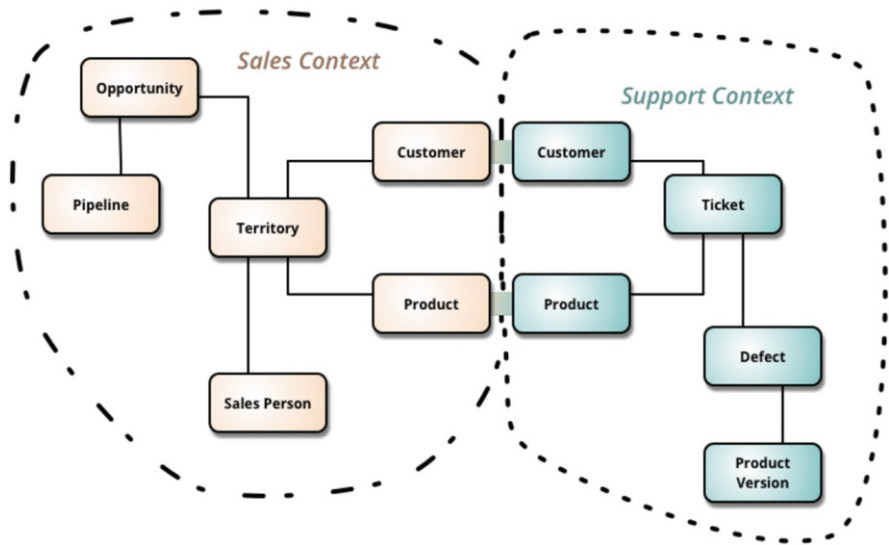 Sales Context
Opportunity
Support Context
Customer
Customer
Pipeline
Ticket
Territory
Product
Product
Defect
Sales Person
Product
Version